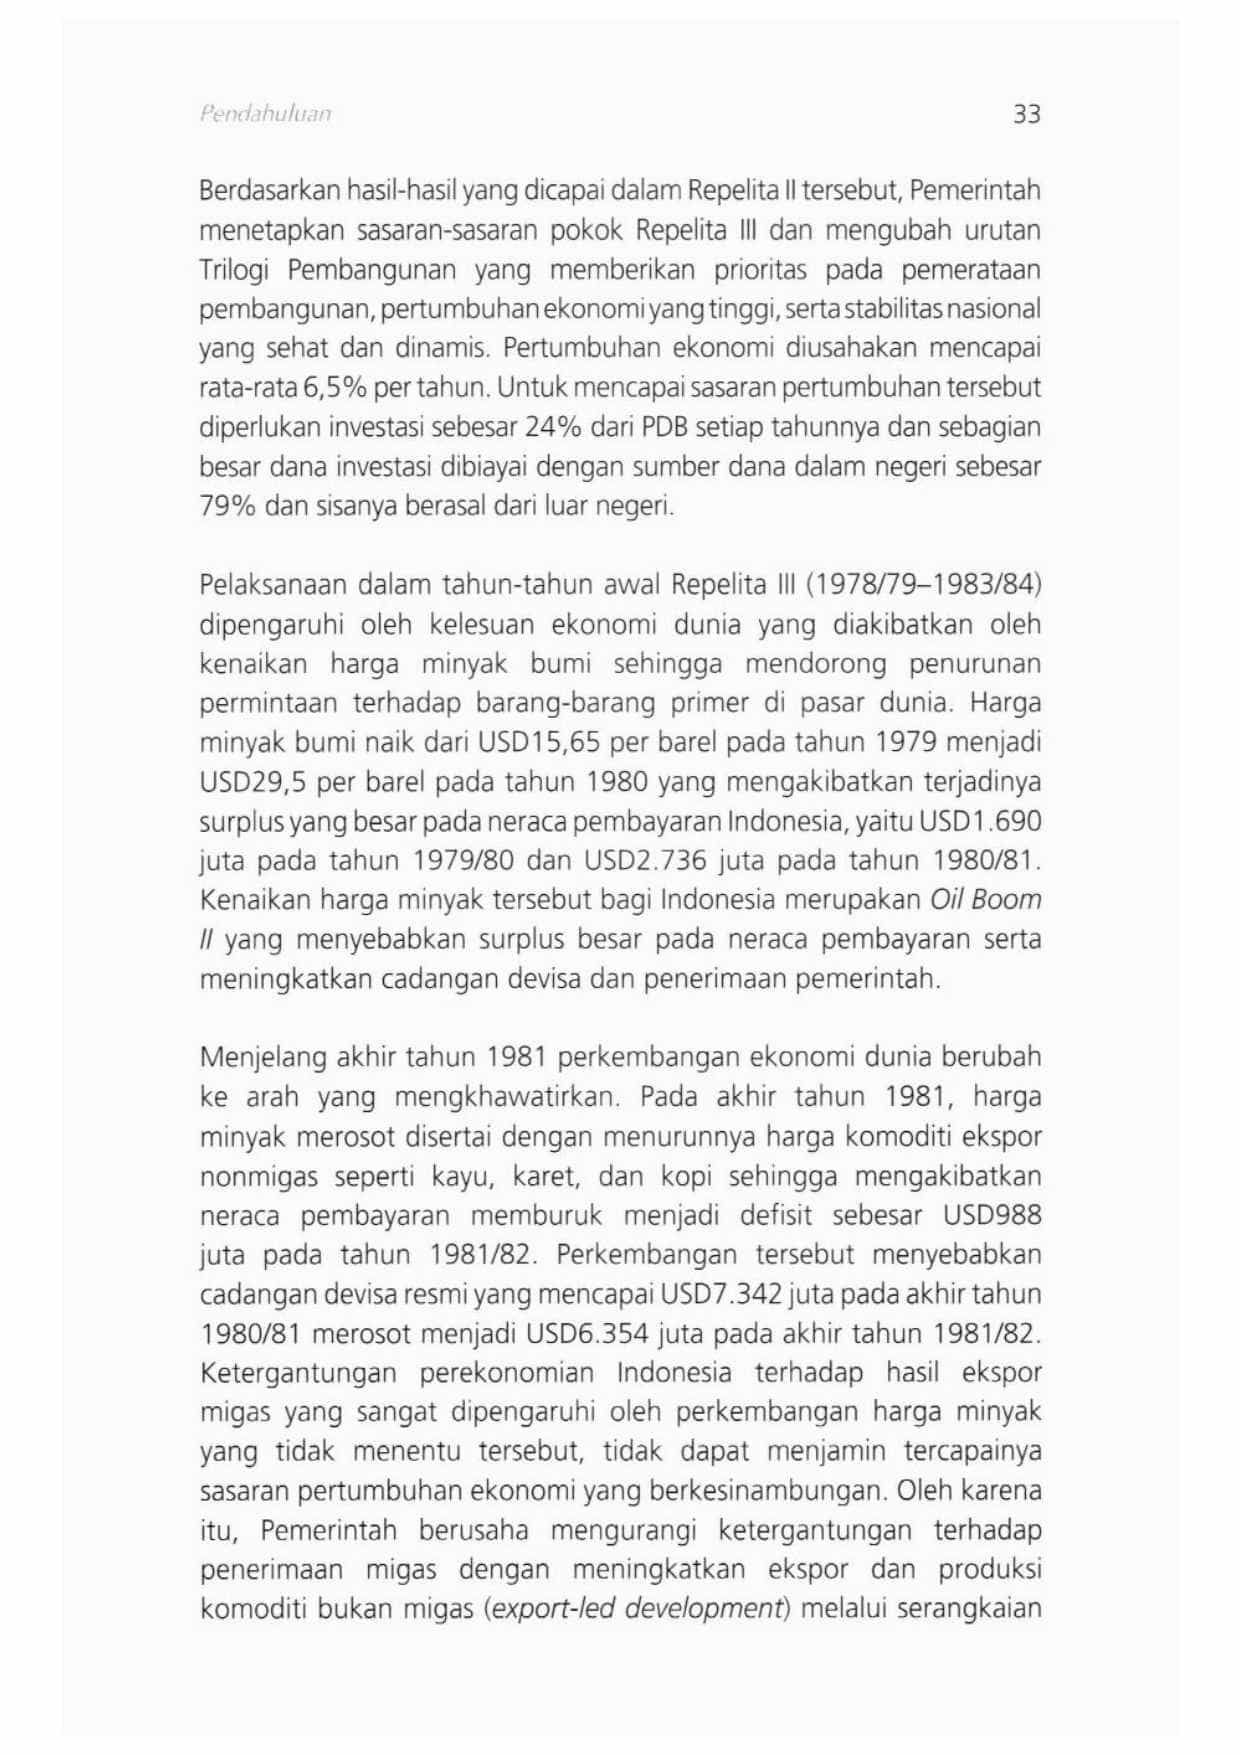 Pendahuluan 33
Berdasarkan hasil-hasil yang dicapai dalam Repelita II tersebut, Pemerintah
menetapkan sasaran-sasaran pokok Repelita III dan mengubah urutan
Trilogi Pembangunan yang memberikan prioritas pada pemerataan
pembangunan, pertumbuhan ekonomi yang tinggi, serta stabilitas nasional
yang sehat dan dinamis. Pertumbuhan ekonomi diusahakan mencapai
rata-rata 6,5% per tahun. Untuk mencapai sasaran pertumbuhan tersebut
diperlukan investasi sebesar 24% dari PDB setiap tahunnya dan sebagian
besar dana investasi dibiayai dengan sumber dana dalam negeri sebesar
79% dan sisanya berasal dari luar negeri.
Pelaksanaan dalam tahun-tahun awal Repelita III (1978/79–1983/84)
dipengaruhi oleh kelesuan ekonomi dunia yang diakibatkan oleh
kenaikan harga minyak bumi sehingga mendorong penurunan
permintaan terhadap barang-barang primer di pasar dunia. Harga
minyak bumi naik dari USD15,65 per barel pada tahun 1979 menjadi
USD29,5 per barel pada tahun 1980 yang mengakibatkan terjadinya
surplus yang besar pada neraca pembayaran Indonesia, yaitu USD1.690
juta pada tahun 1979/80 dan USD2.736 juta pada tahun 1980/81.
Kenaikan harga minyak tersebut bagi Indonesia merupakan Oil Boom
II yang menyebabkan surplus besar pada neraca pembayaran serta
meningkatkan cadangan devisa dan penerimaan pemerintah.
Menjelang akhir tahun 1981 perkembangan ekonomi dunia berubah
ke arah yang mengkhawatirkan. Pada akhir tahun 1981, harga
minyak merosot disertai dengan menurunnya harga komoditi ekspor
nonmigas seperti kayu, karet, dan kopi sehingga mengakibatkan
neraca pembayaran memburuk menjadi defisit sebesar USD988
juta pada tahun 1981/82. Perkembangan tersebut menyebabkan
cadangan devisa resmi yang mencapai USD7.342 juta pada akhir tahun
1980/81 merosot menjadi USD6.354 juta pada akhir tahun 1981/82.
Ketergantungan perekonomian Indonesia terhadap hasil ekspor
migas yang sangat dipengaruhi oleh perkembangan harga minyak
yang tidak menentu tersebut, tidak dapat menjamin tercapainya
sasaran pertumbuhan ekonomi yang berkesinambungan. Oleh karena
itu, Pemerintah berusaha mengurangi ketergantungan terhadap
penerimaan migas dengan meningkatkan ekspor dan produksi
komoditi bukan migas (export-led development) melalui serangkaian